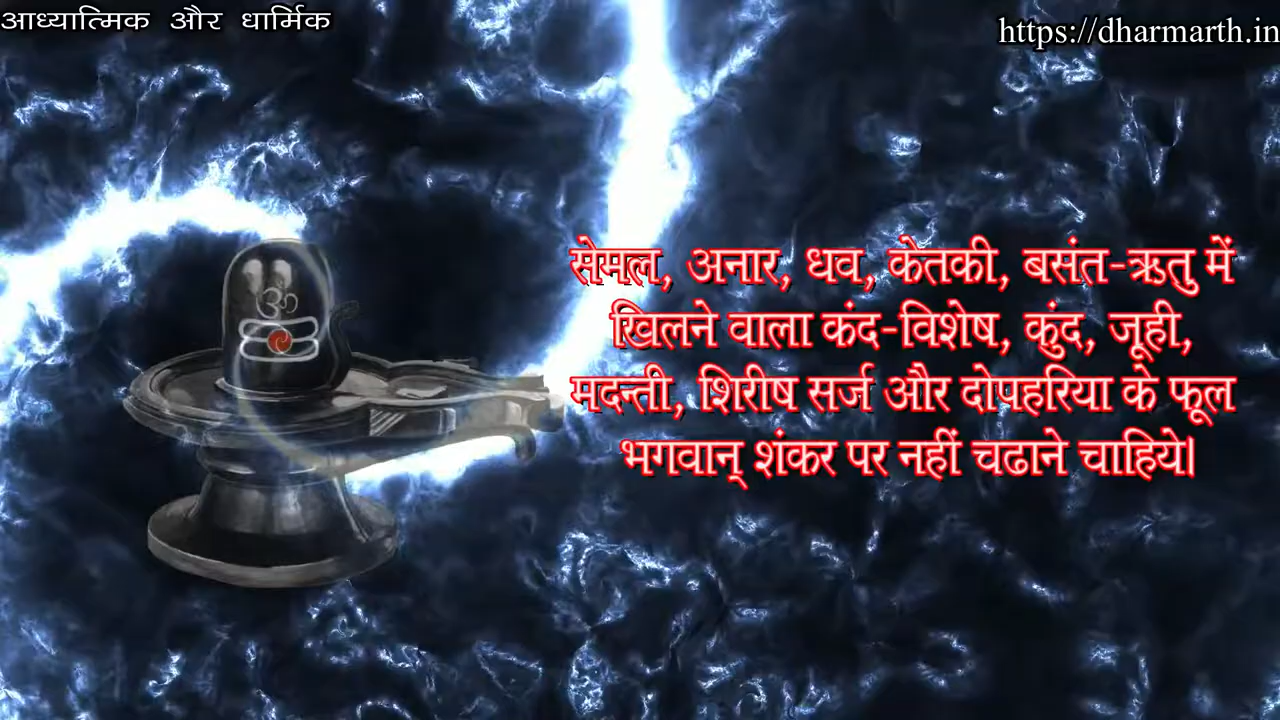 आध्यात्मिक और धार्मिक
https://dharmarth.in
सेमल, अनार, धव, केतकी, बसंत-ऋतु में
खिलने वाला कंद-विशेष, कुंद, जूही,
मदन्ती, शिरीष सर्ज और दोपहरिया के फूल
भगवान् शंकर पर नहीं चढाने चाहिये।
ॐ